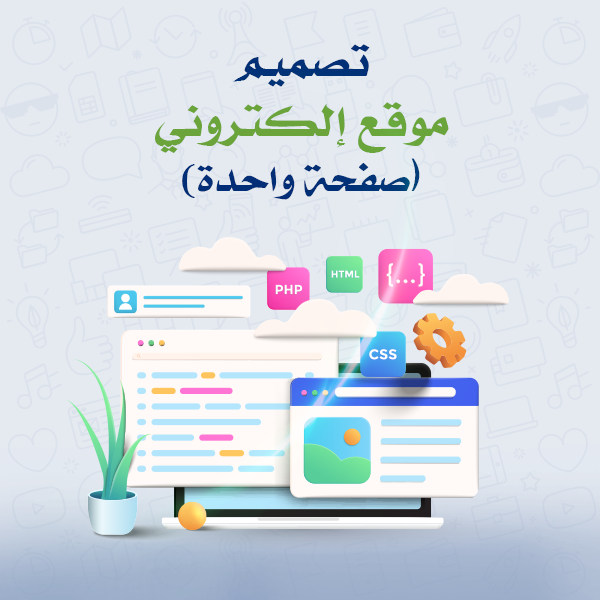 تصميم
موقع إلكتروني
(صفحة واحدة)
PHP
HTML
{...}
CSS